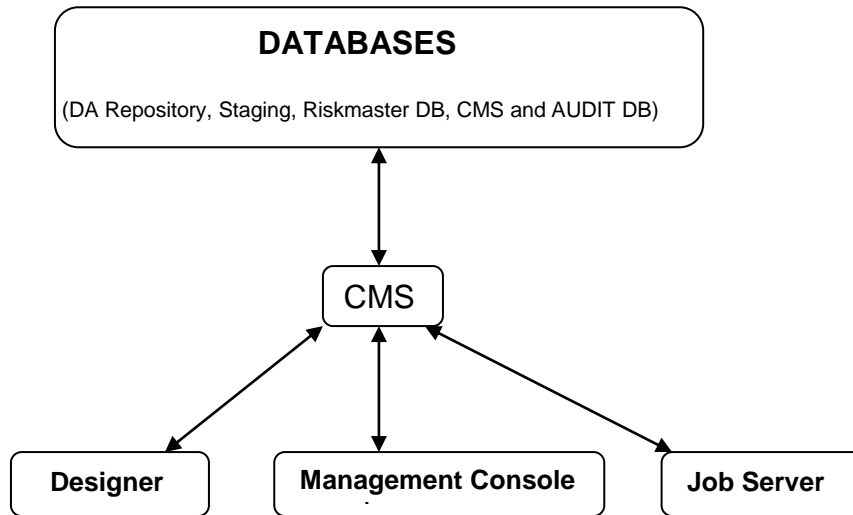 DATABASES
(DA Repository, Staging, Riskmaster DB, CMS and AUDIT DB)
CMS
Designer
Management Console
Job Server